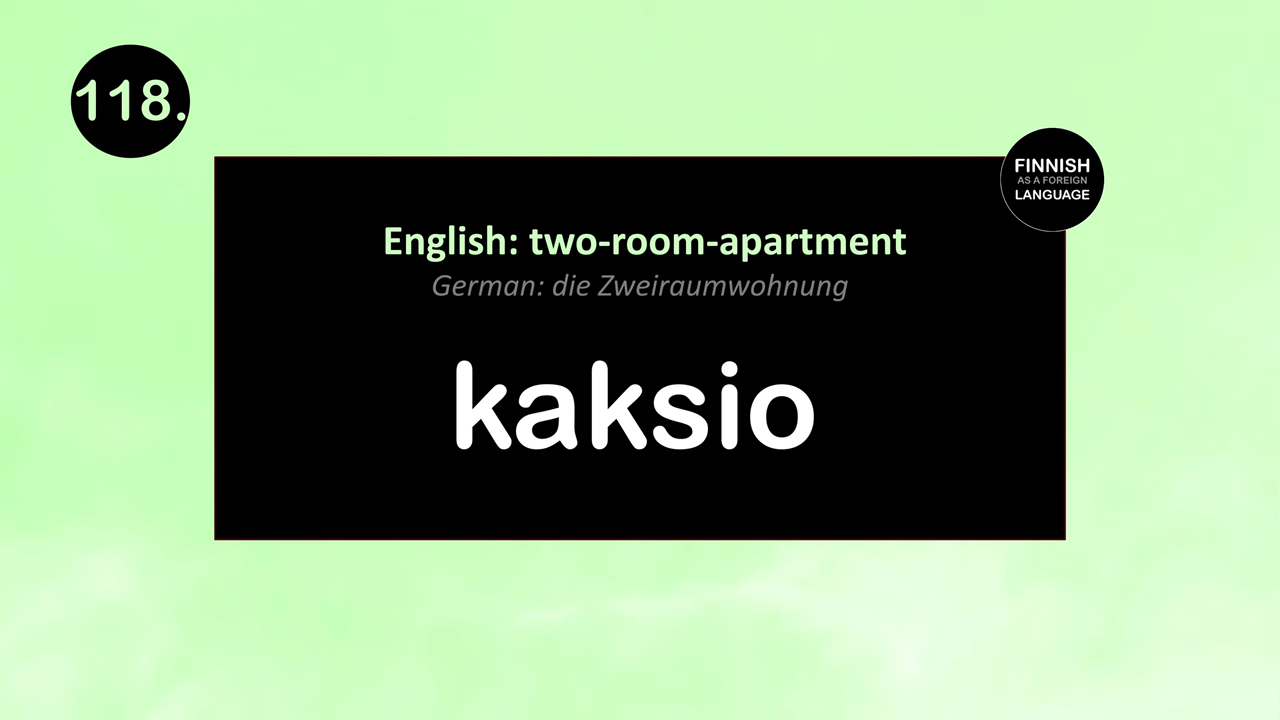 118.
FINNISH
AS A FOREIGN
LANGUAGE
English: two-room-apartment
German: die Zweiraumwohnung
kaksio